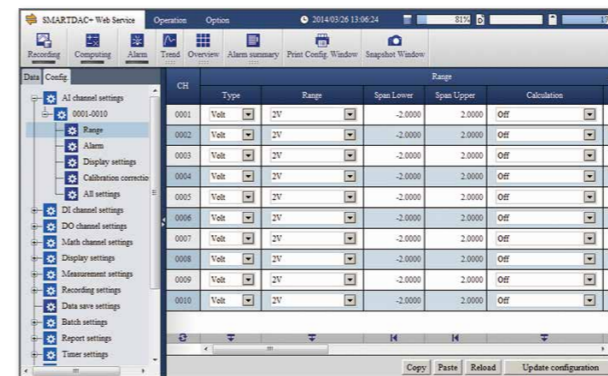 SMARTDAC+ Web Service Operation Option 2014/03/26 13:06:24 81%
Recording Computing Alarm Trend Overview Alarm summary Print Config. Window Snapshot Window
Data Config.
AI channel settings
0001-0010
Range
Alarm
Display settings
Calibration correctio
All settings
DI channel settings
DO channel settings
Math channel settings
Display settings
Measurement settings
Recording settings
Data save settings
Batch settings
Report settings
Timer settings
CH Range
Type Range Span Lower Span Upper Calculation
0001 Volt 2V -2.0000 2.0000 Off
0002 Volt 2V -2.0000 2.0000 Off
0003 Volt 2V -2.0000 2.0000 Off
0004 Volt 2V -2.0000 2.0000 Off
0005 Volt 2V -2.0000 2.0000 Off
0006 Volt 2V -2.0000 2.0000 Off
0007 Volt 2V -2.0000 2.0000 Off
0008 Volt 2V -2.0000 2.0000 Off
0009 Volt 2V -2.0000 2.0000 Off
0010 Volt 2V -2.0000 2.0000 Off
Copy Paste Reload Update configuration